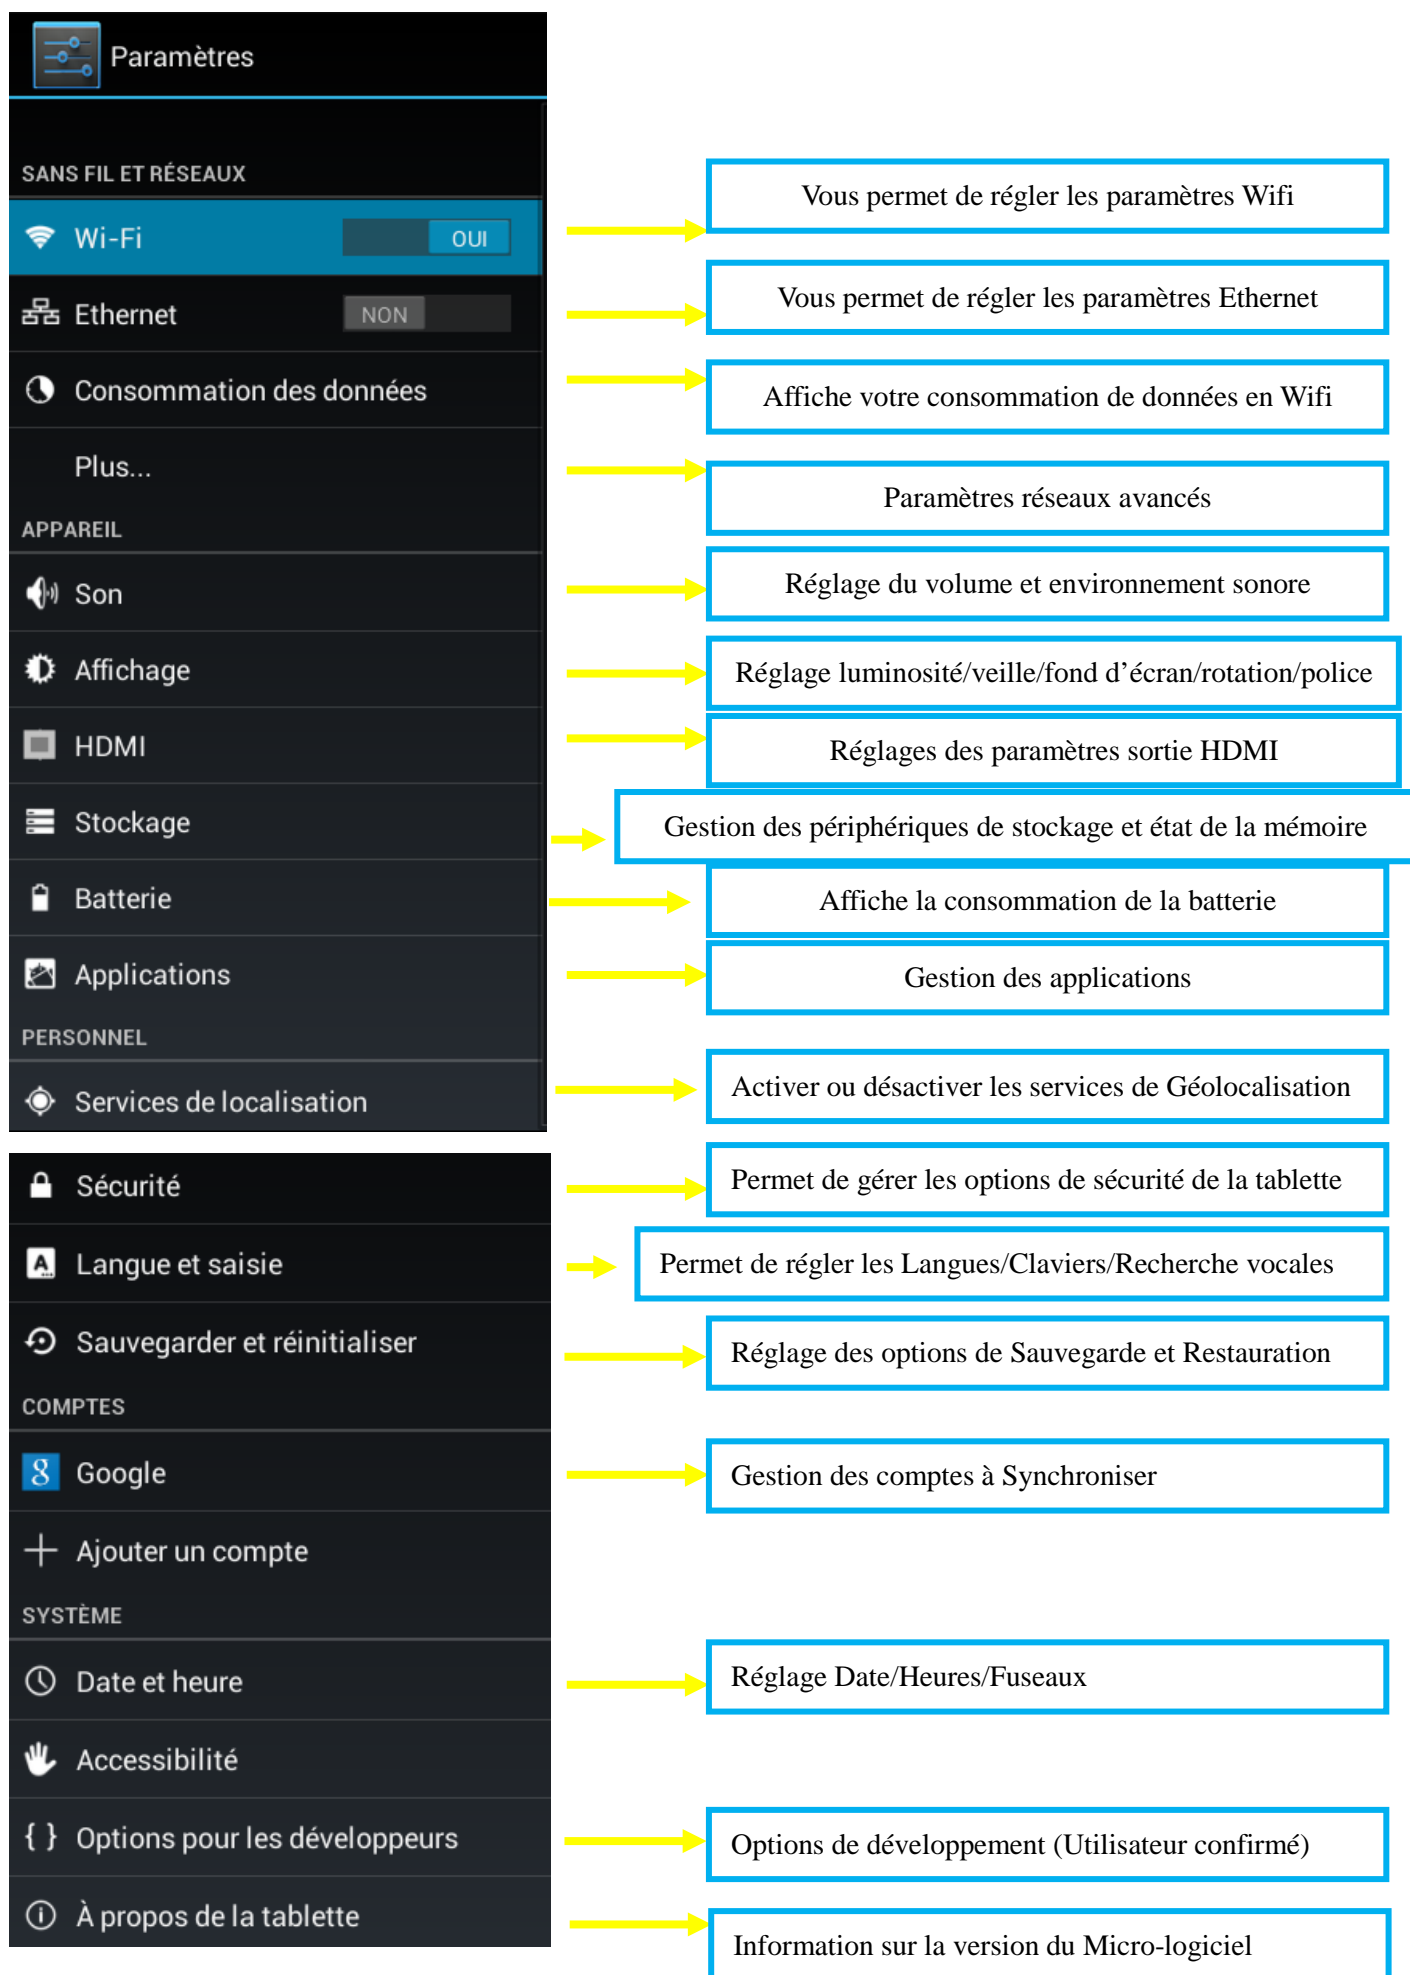 Paramètres
SANS FIL ET RÉSEAUX
Wi-Fi OUI
Vous permet de régler les paramètres Wifi
Ethernet NON
Vous permet de régler les paramètres Ethernet
Consommation des données
Affiche votre consommation de données en Wifi
Plus...
Paramètres réseaux avancés
APPAREIL
Son
Réglage du volume et environnement sonore
Affichage
Réglage luminosité/veille/fond d’écran/rotation/police
HDMI
Réglages des paramètres sortie HDMI
Stockage
Gestion des périphériques de stockage et état de la mémoire
Batterie
Affiche la consommation de la batterie
Applications
Gestion des applications
PERSONNEL
Services de localisation
Activer ou désactiver les services de Géolocalisation
Sécurité
Permet de gérer les options de sécurité de la tablette
Langue et saisie
Permet de régler les Langues/Claviers/Recherche vocales
Sauvegarder et réinitialiser
Réglage des options de Sauvegarde et Restauration
COMPTES
Google
Gestion des comptes à Synchroniser
Ajouter un compte
SYSTÈME
Date et heure
Réglage Date/Heures/Fuseaux
Accessibilité
{ } Options pour les développeurs
Options de développement (Utilisateur confirmé)
À propos de la tablette
Information sur la version du Micro-logiciel